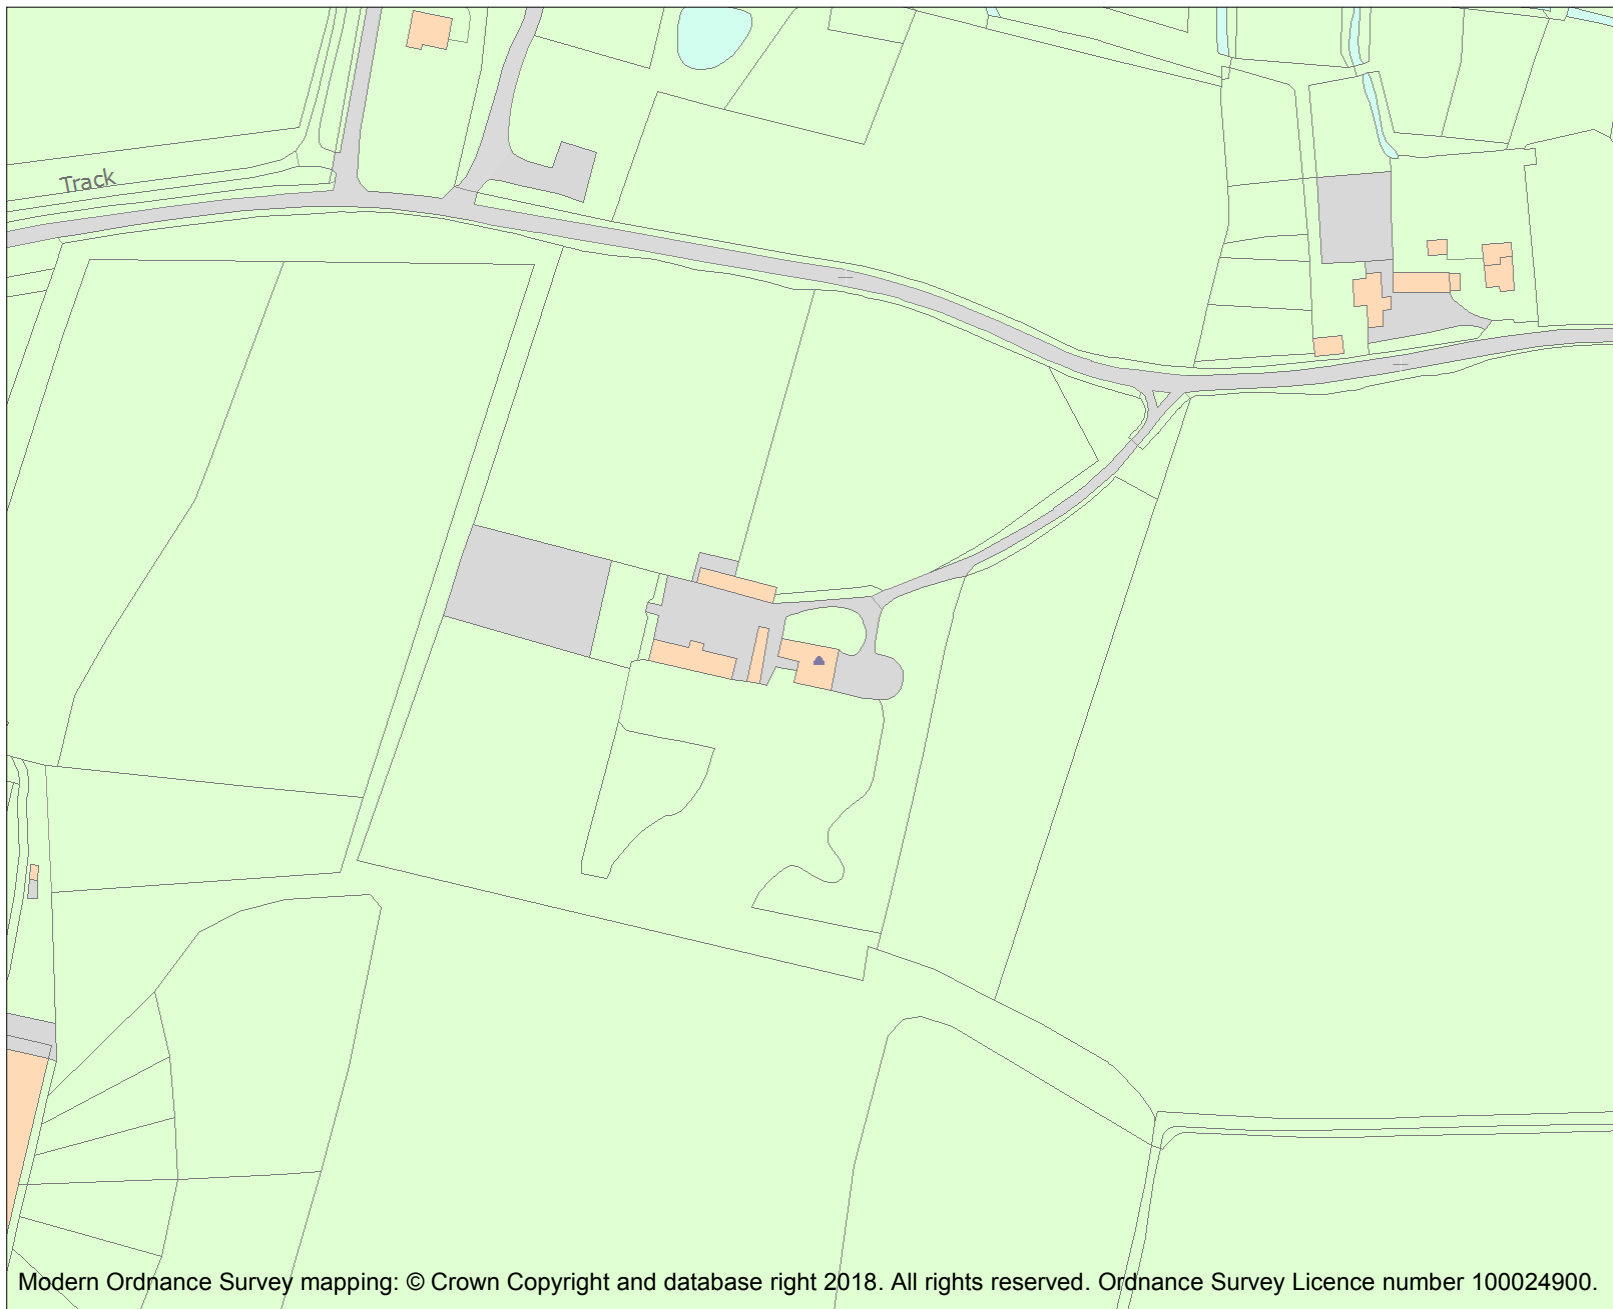 Track
Modern Ordnance Survey mapping: © Crown Copyright and database right 2018. All rights reserved. Ordnance Survey Licence number 100024900.